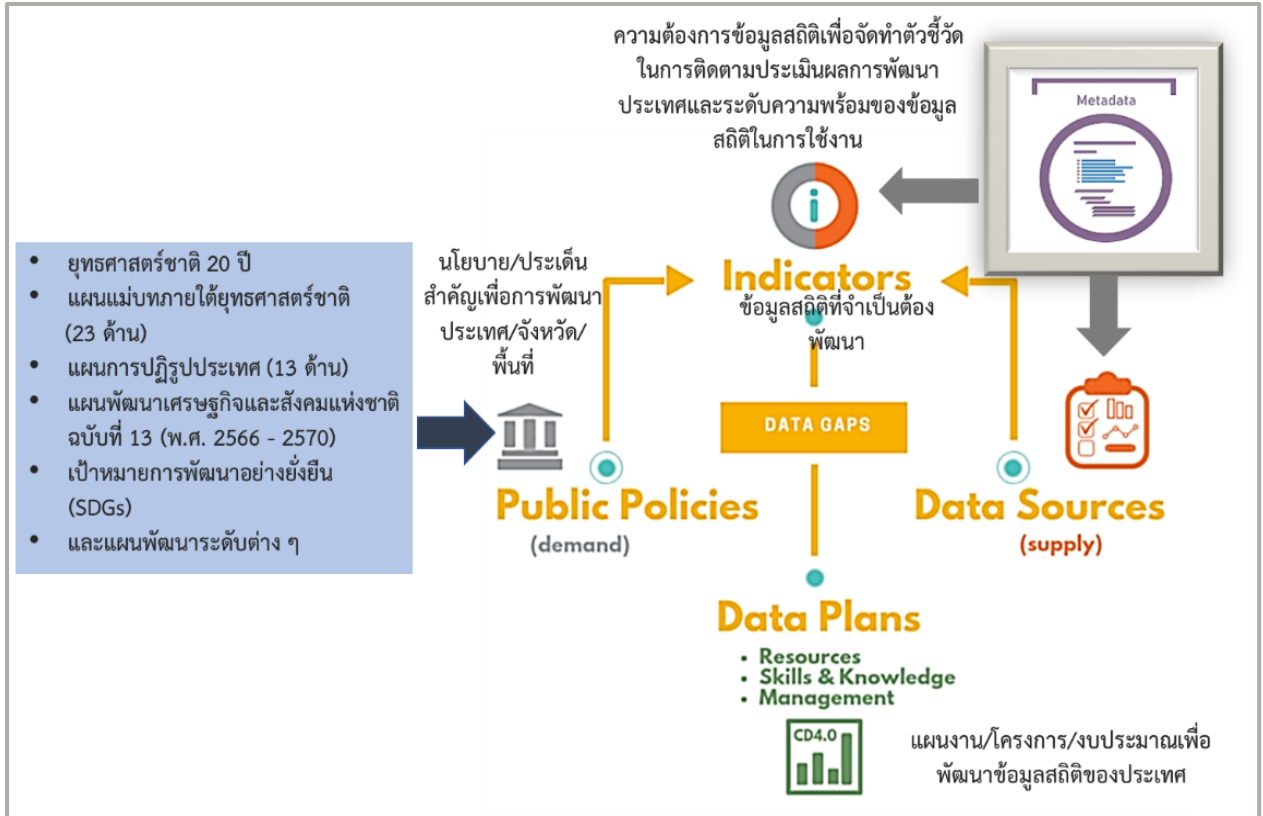 ความต้องการข้อมูลสถิติเพื่อจัดทำตัวชี้วัด
ในการติดตามประเมินผลการพัฒนา
ประเทศและระดับความพร้อมของข้อมูล
สถิติในการใช้งาน
Metadata
• ยุทธศาสตร์ชาติ 20 ปี
• แผนแม่บทภายใต้ยุทธศาสตร์ชาติ
(23 ด้าน)
• แผนการปฏิรูปประเทศ (13 ด้าน)
• แผนพัฒนาเศรษฐกิจและสังคมแห่งชาติ
ฉบับที่ 13 (พ.ศ. 2566 - 2570)
• เป้าหมายการพัฒนาอย่างยั่งยืน
(SDGs)
• และแผนพัฒนาระดับต่าง ๆ
นโยบาย/ประเด็น
สำคัญเพื่อการพัฒนา
ประเทศ/จังหวัด/
พื้นที่
Indicators
ข้อมูลสถิติที่จำเป็นต้อง
พัฒนา
DATA GAPS
Public Policies
(demand)
Data Sources
(supply)
Data Plans
• Resources
• Skills & Knowledge
• Management
CD4.0
แผนงาน/โครงการ/งบประมาณเพื่อ
พัฒนาข้อมูลสถิติของประเทศ